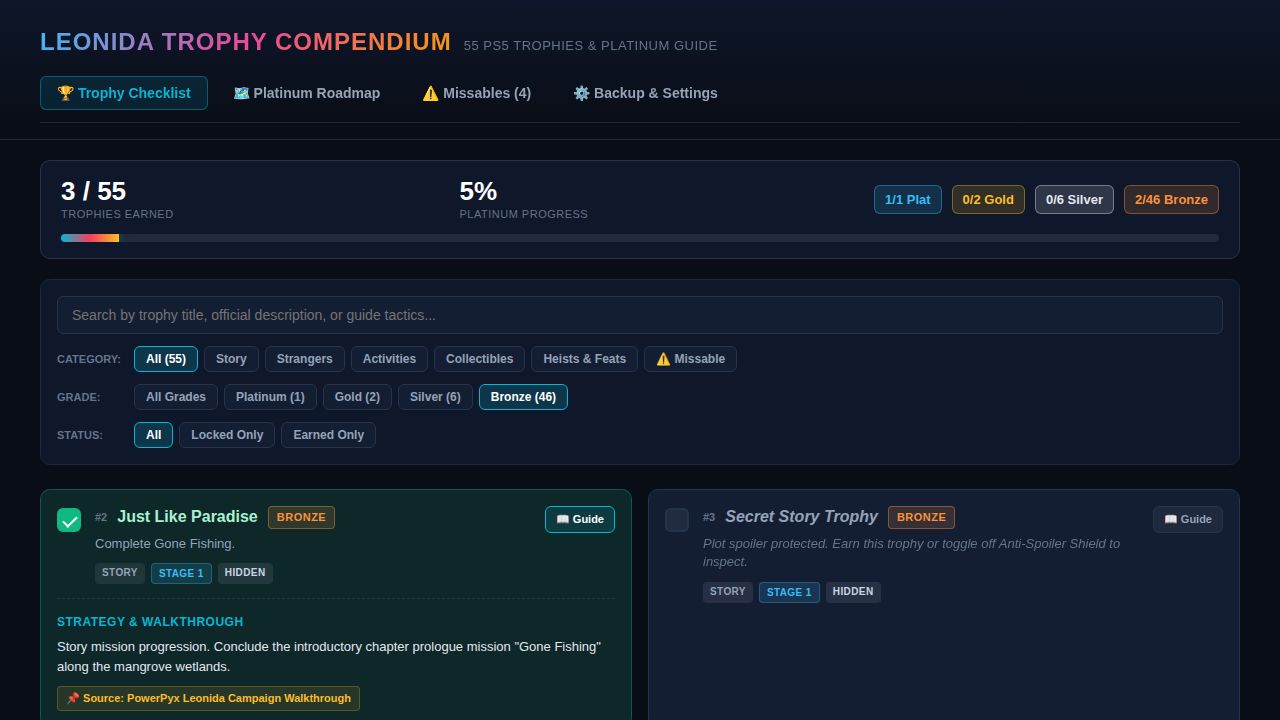 LEONIDA TROPHY COMPENDIUM 55 PS5 TROPHIES & PLATINUM GUIDE
🏆 Trophy Checklist 🗺️ Platinum Roadmap ⚠️ Missables (4) ⚙️ Backup & Settings
3 / 55
TROPHIES EARNED
5%
PLATINUM PROGRESS
1/1 Plat 0/2 Gold 0/6 Silver 2/46 Bronze
Search by trophy title, official description, or guide tactics...
CATEGORY: All (55) Story Strangers Activities Collectibles Heists & Feats ⚠️ Missable
GRADE: All Grades Platinum (1) Gold (2) Silver (6) Bronze (46)
STATUS: All Locked Only Earned Only
#2 Just Like Paradise BRONZE 📖 Guide
Complete Gone Fishing.
STORY STAGE 1 HIDDEN
STRATEGY & WALKTHROUGH
Story mission progression. Conclude the introductory chapter prologue mission "Gone Fishing"
along the mangrove wetlands.
📌 Source: PowerPyx Leonida Campaign Walkthrough
#3 Secret Story Trophy BRONZE 📖 Guide
Plot spoiler protected. Earn this trophy or toggle off Anti-Spoiler Shield to
inspect.
STORY STAGE 1 HIDDEN